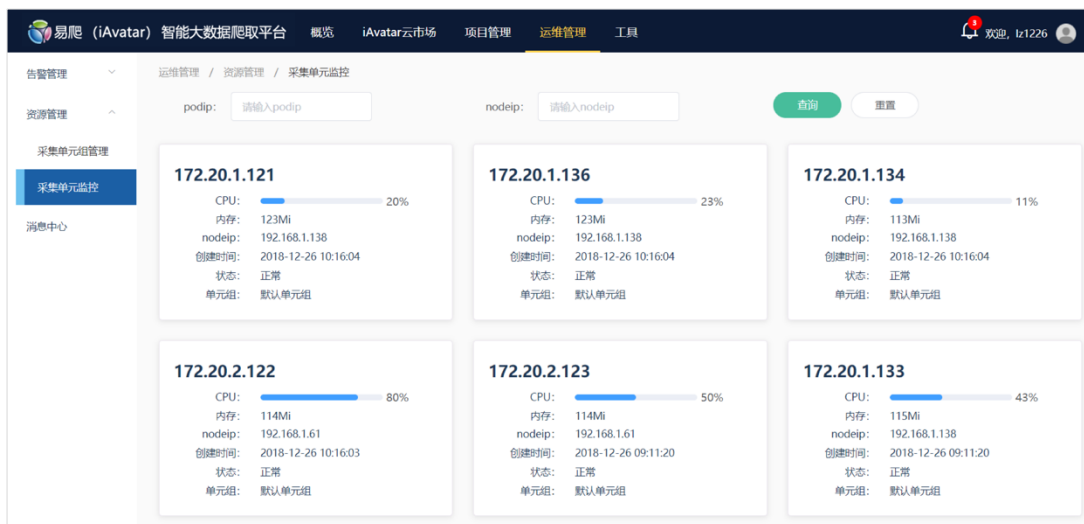 易爬（iAvatar）智能大数据爬取平台 概览 iAvatar云市场 项目管理 运维管理 工具 3 欢迎, lz1226
告警管理
资源管理
采集单元组管理
采集单元监控
消息中心
运维管理 / 资源管理 / 采集单元监控
podip: 请输入podip nodeip: 请输入nodeip 查询 重置
172.20.1.121
CPU: 20%
内存: 123Mi
nodeip: 192.168.1.138
创建时间: 2018-12-26 10:16:04
状态: 正常
单元组: 默认单元组
172.20.1.136
CPU: 23%
内存: 123Mi
nodeip: 192.168.1.138
创建时间: 2018-12-26 10:16:04
状态: 正常
单元组: 默认单元组
172.20.1.134
CPU: 11%
内存: 113Mi
nodeip: 192.168.1.138
创建时间: 2018-12-26 10:16:04
状态: 正常
单元组: 默认单元组
172.20.2.122
CPU: 80%
内存: 114Mi
nodeip: 192.168.1.61
创建时间: 2018-12-26 10:16:03
状态: 正常
单元组: 默认单元组
172.20.2.123
CPU: 50%
内存: 114Mi
nodeip: 192.168.1.61
创建时间: 2018-12-26 09:11:20
状态: 正常
单元组: 默认单元组
172.20.1.133
CPU: 43%
内存: 115Mi
nodeip: 192.168.1.138
创建时间: 2018-12-26 09:11:20
状态: 正常
单元组: 默认单元组